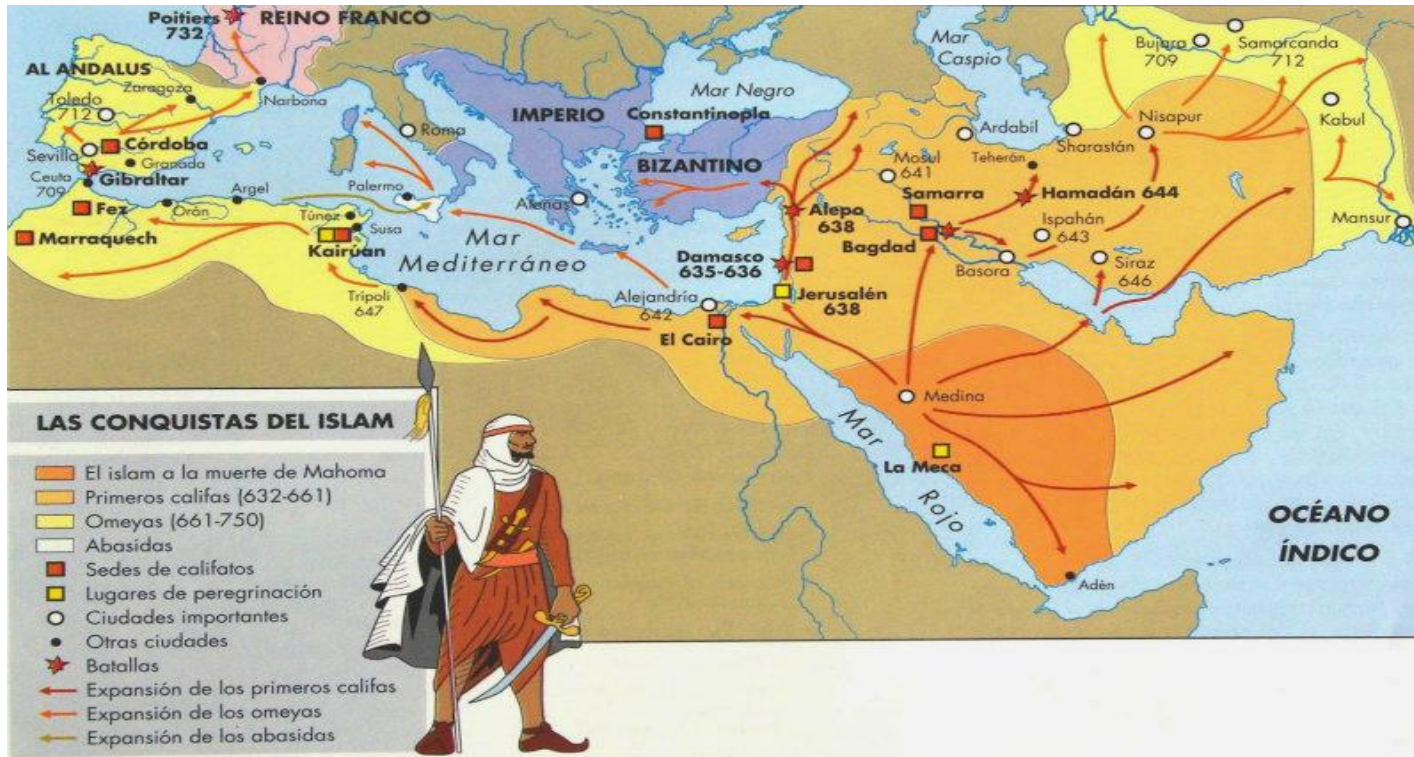 Poitiers
732
REINO FRANCO
AL ANDALUS
Zaragoza
Narbona
Toledo
712
Córdoba
Sevilla
Granada
Ceuta
709
Gibraltar
Fez
Orán
Argel
Marraquech
Túnez
Susa
Kairúan
Palermo
Roma
IMPERIO
BIZANTINO
Constantinopla
Mar Negro
Atenas
Mar
Mediterráneo
Trípoli
647
Alejandría
642
El Cairo
Mar
Caspio
Bujara
709
Samarcanda
712
Kabul
Nisapur
Ardabil
Sharastán
Teherán
Mosul
641
Samarra
Hamadán 644
Alepo
638
Bagdad
Ispahán
643
Mansur
Damasco
635-636
Basora
Siraz
646
Jerusalén
638
Medina
La Meca
Mar
Rojo
Adèn
OCÉANO
ÍNDICO
LAS CONQUISTAS DEL ISLAM
El islam a la muerte de Mahoma
Primeros califas (632-661)
Omeyas (661-750)
Abasidas
Sedes de califatos
Lugares de peregrinación
Ciudades importantes
Otras ciudades
Batallas
Expansión de los primeros califas
Expansión de los omeyas
Expansión de los abasidas